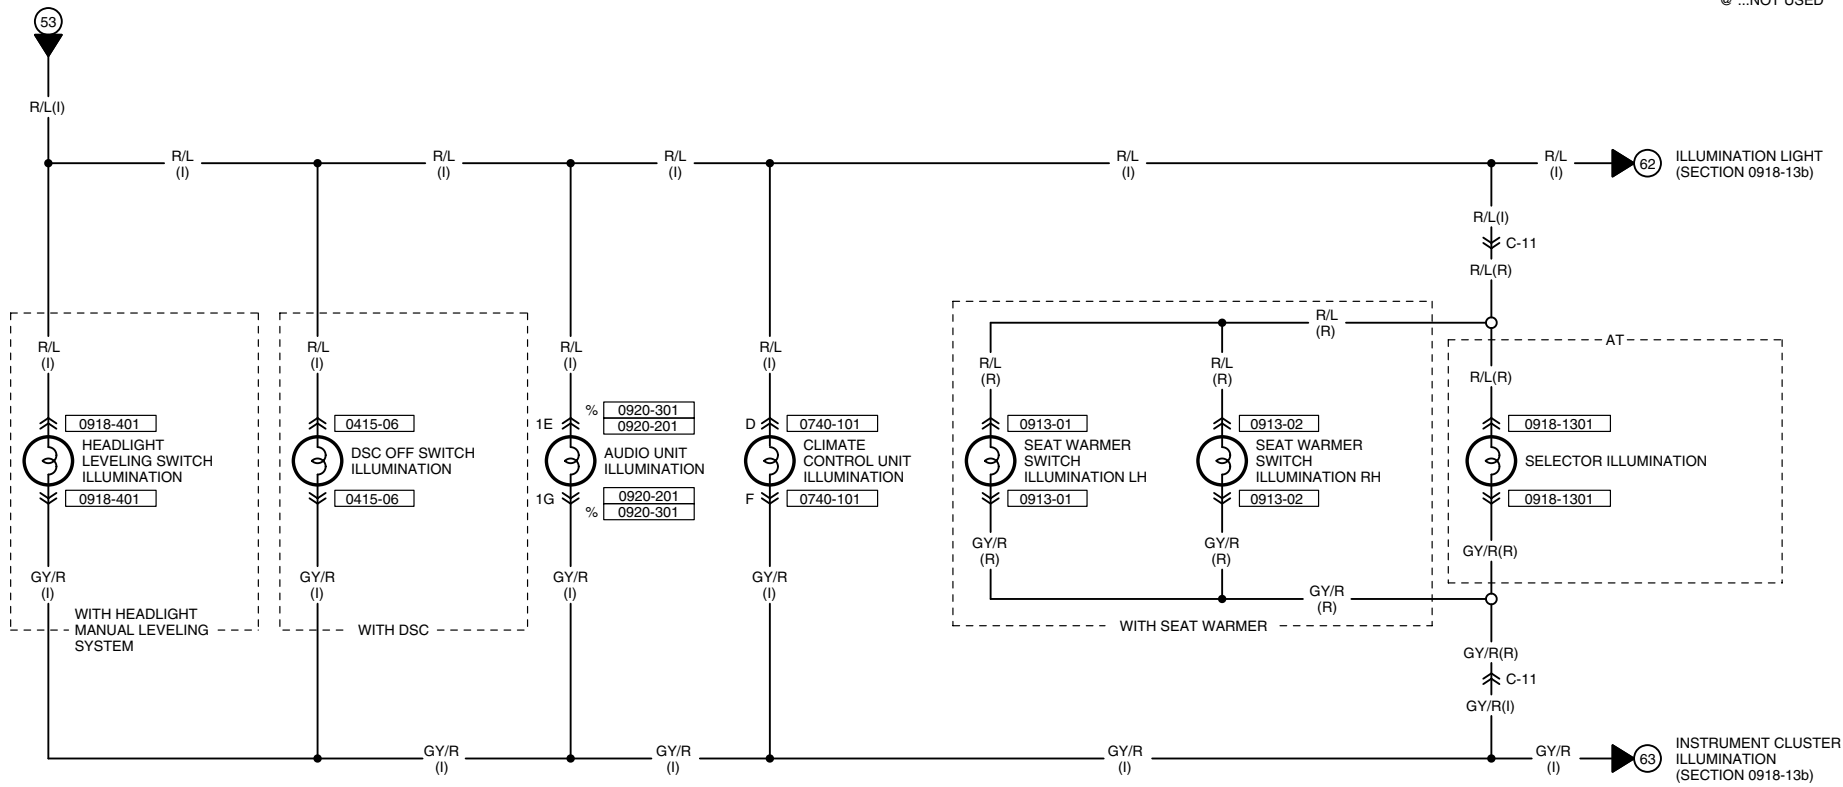 @ ...NOT USED
53
R/L(I)
R/L
(I)
R/L
(I)
R/L
(I)
R/L
(I)
R/L
(I)
62
ILLUMINATION LIGHT
(SECTION 0918-13b)
R/L(I)
C-11
R/L(R)
R/L
(R)
AT
R/L
(I)
R/L
(I)
R/L
(I)
R/L
(I)
R/L
(R)
R/L
(R)
R/L(R)
0918-401
HEADLIGHT
LEVELING SWITCH
ILLUMINATION
0918-401
0415-06
DSC OFF SWITCH
ILLUMINATION
0415-06
1E
%
0920-301
0920-201
AUDIO UNIT
ILLUMINATION
1G
0920-201
%
0920-301
D
0740-101
CLIMATE
CONTROL UNIT
ILLUMINATION
F
0740-101
0913-01
SEAT WARMER
SWITCH
ILLUMINATION LH
0913-01
0913-02
SEAT WARMER
SWITCH
ILLUMINATION RH
0913-02
0918-1301
SELECTOR ILLUMINATION
0918-1301
GY/R
(I)
GY/R
(I)
GY/R
(I)
GY/R
(I)
GY/R
(R)
GY/R
(R)
GY/R(R)
GY/R
(R)
WITH HEADLIGHT
MANUAL LEVELING
SYSTEM
WITH DSC
WITH SEAT WARMER
GY/R(R)
C-11
GY/R(I)
GY/R
(I)
GY/R
(I)
GY/R
(I)
GY/R
(I)
63
INSTRUMENT CLUSTER
ILLUMINATION
(SECTION 0918-13b)